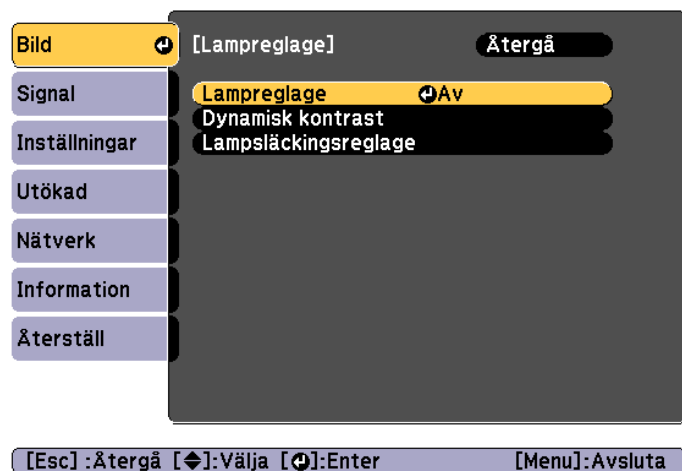 Bild
Signal
Inställningar
Utökad
Nätverk
Information
Återställ
[Lampreglage] Återgå
Lampreglage Av
Dynamisk kontrast
Lampsläckingsreglage
[Esc] :Återgå [ ]:Välja [ ]:Enter [Menu]:Avsluta